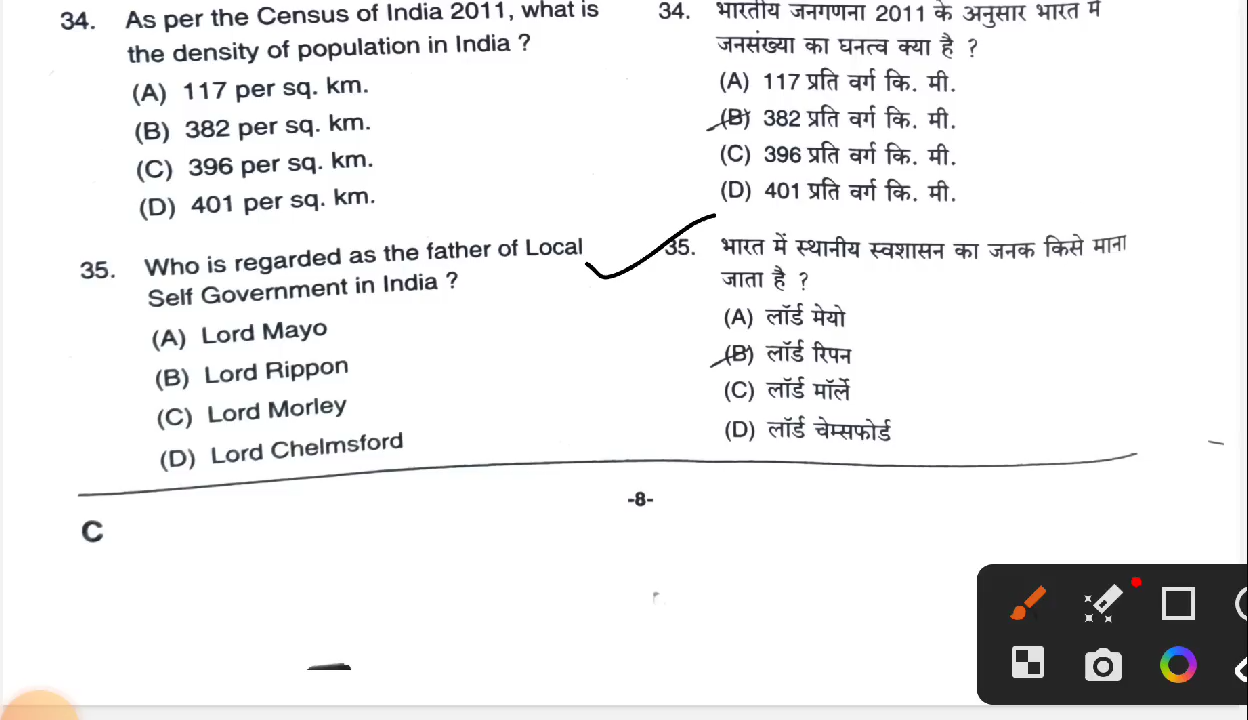 34. As per the Census of India 2011, what is
the density of population in India ?
(A) 117 per sq. km.
(B) 382 per sq. km.
(C) 396 per sq. km.
(D) 401 per sq. km.
35. Who is regarded as the father of Local
Self Government in India ?
(A) Lord Mayo
(B) Lord Rippon
(C) Lord Morley
(D) Lord Chelmsford
34. भारतीय जनगणना 2011 के अनुसार भारत में
जनसंख्या का घनत्व क्या है ?
(A) 117 प्रति वर्ग कि. मी.
(B) 382 प्रति वर्ग कि. मी.
(C) 396 प्रति वर्ग कि. मी.
(D) 401 प्रति वर्ग कि. मी.
35. भारत में स्थानीय स्वशासन का जनक किसे माना
जाता है ?
(A) लॉर्ड मेयो
(B) लॉर्ड रिपन
(C) लॉर्ड मॉर्ले
(D) लॉर्ड चेम्सफोर्ड
-8-
C